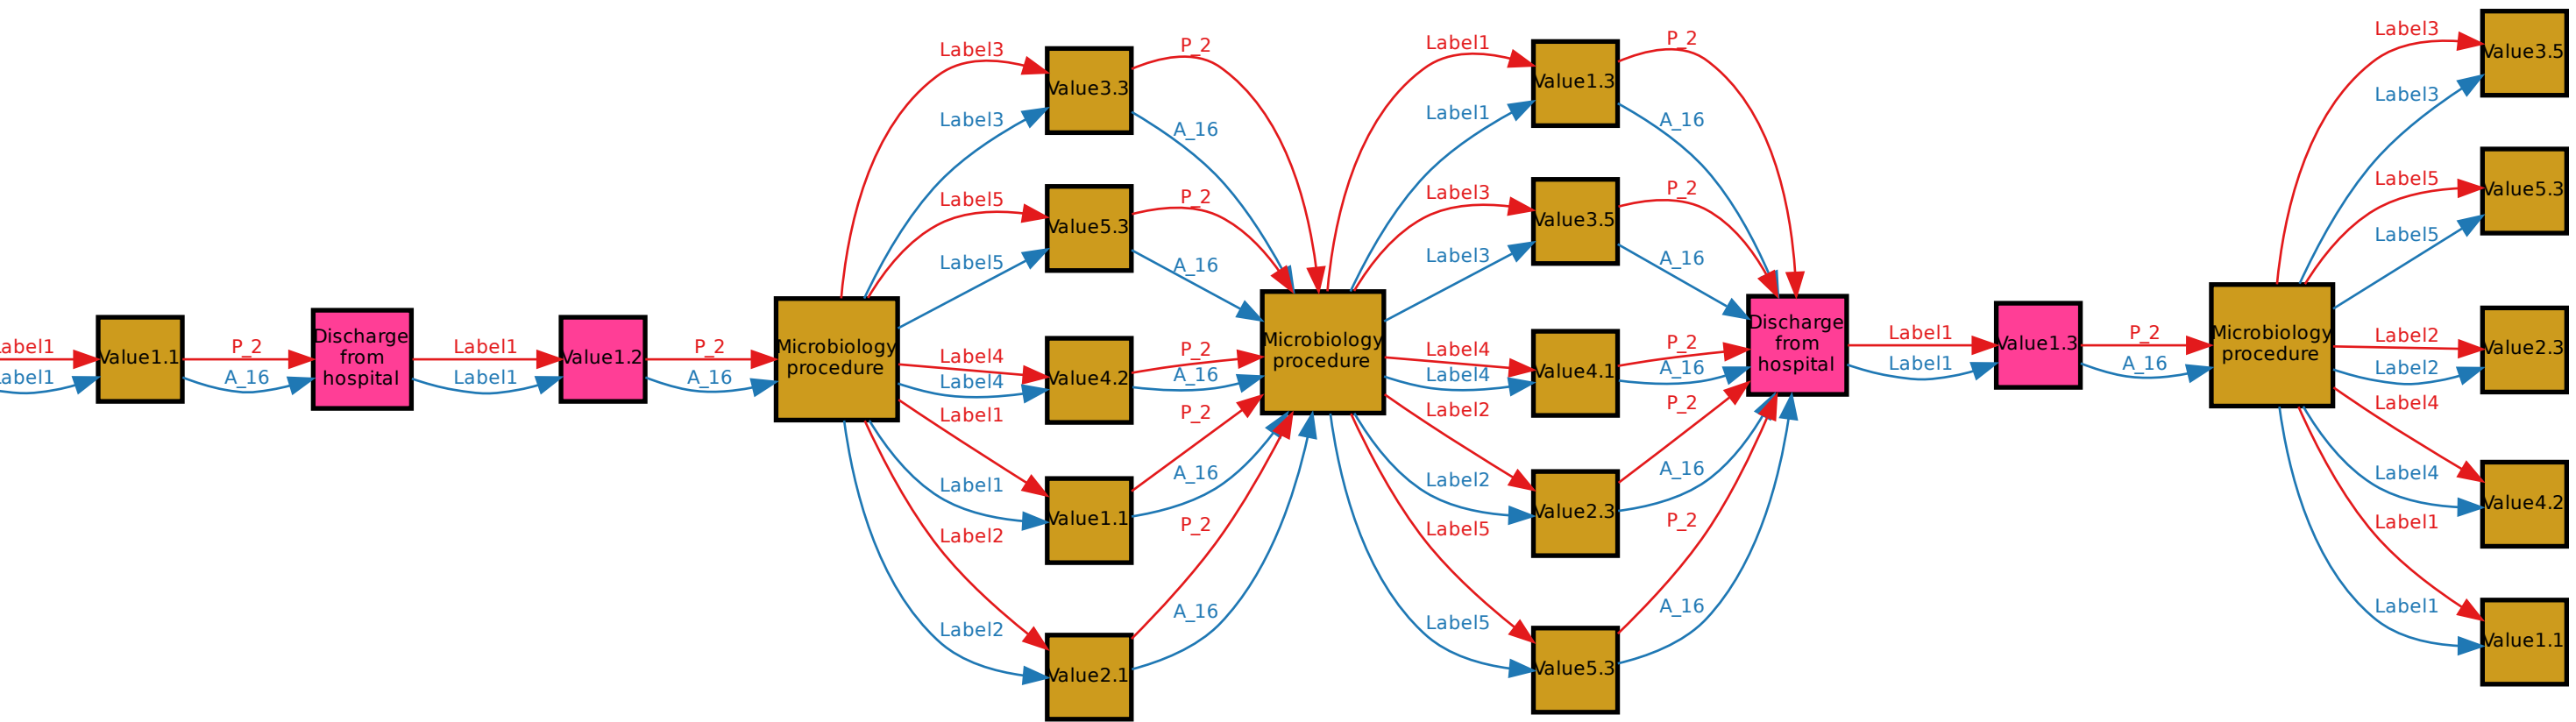 Label1
Label1
Value1.1
P_2
A_16
Discharge
from
hospital
Label1
Label1
Value1.2
P_2
A_16
Microbiology
procedure
Label3
Label3
Label5
Label5
Label4
Label4
Label1
Label1
Label2
Label2
Value3.3
Value5.3
Value4.2
Value1.1
Value2.1
P_2
A_16
P_2
A_16
P_2
A_16
P_2
A_16
P_2
A_16
Microbiology
procedure
Label1
Label1
Label3
Label3
Label4
Label4
Label2
Label2
Label5
Label5
Value1.3
Value3.5
Value4.1
Value2.3
Value5.3
P_2
A_16
P_2
A_16
P_2
A_16
P_2
A_16
P_2
A_16
Discharge
from
hospital
Label1
Label1
Value1.3
P_2
A_16
Microbiology
procedure
Label3
Label3
Label5
Label5
Label2
Label2
Label4
Label4
Label1
Label1
Value3.5
Value5.3
Value2.3
Value4.2
Value1.1